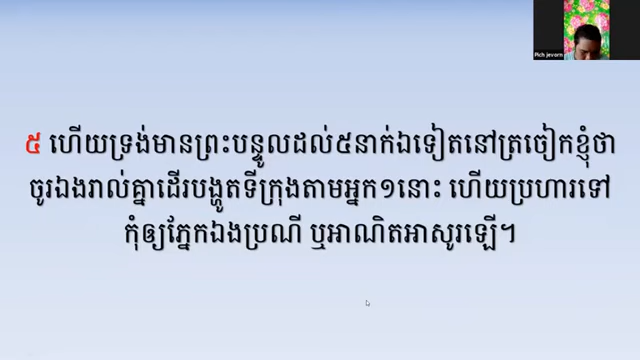 Pich jevorn
៥ ហើយទ្រង់មានព្រះបន្ទូលដល់៥នាក់ឯទៀតនៅត្រចៀកខ្ញុំថា
ចូរឯងរាល់គ្នាដើរបង្ហូតទីក្រុងតាមអ្នក១នោះ ហើយប្រហារទៅ
កុំឲ្យភ្នែកឯងប្រណី ឬអាណិតអាសូរឡើ។